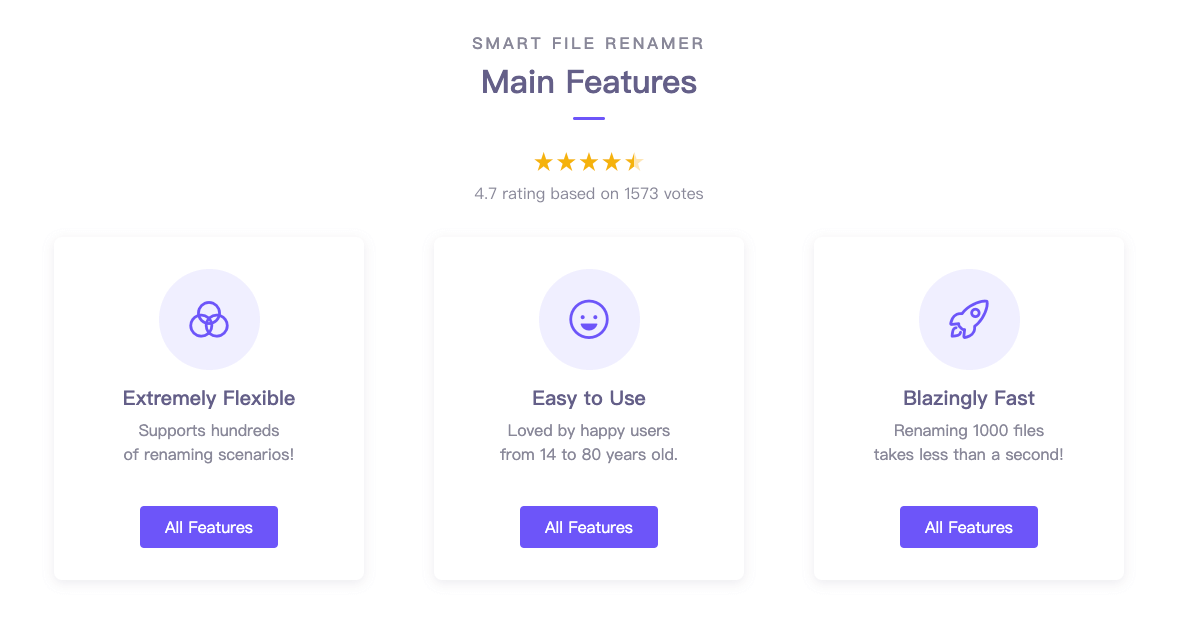 SMART FILE RENAMER
Main Features
4.7 rating based on 1573 votes
Extremely Flexible
Supports hundreds
of renaming scenarios!
All Features
Easy to Use
Loved by happy users
from 14 to 80 years old.
All Features
Blazingly Fast
Renaming 1000 files
takes less than a second!
All Features